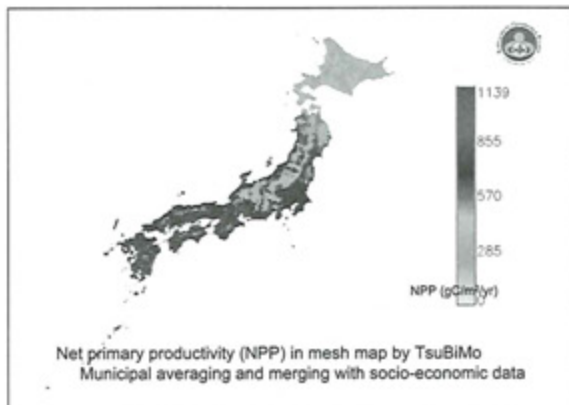 1139
855
570
285
NPP (gC/m²/yr)
0
Net primary productivity (NPP) in mesh map by TsuBiMo
Municipal averaging and merging with socio-economic data